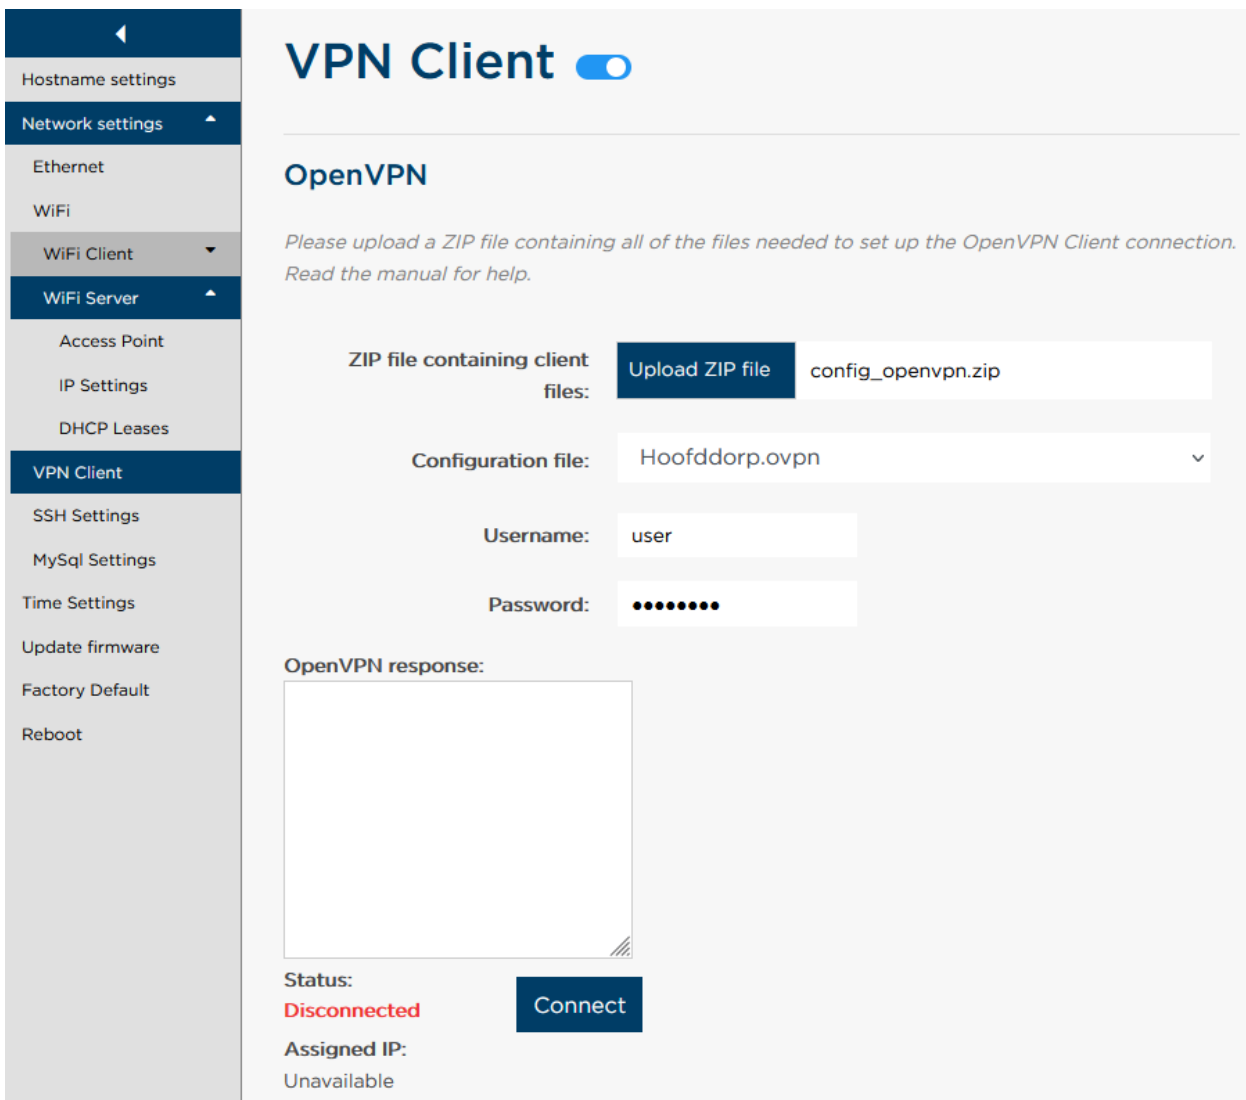 Hostname settings
Network settings
Ethernet
WiFi
WiFi Client
WiFi Server
Access Point
IP Settings
DHCP Leases
VPN Client
SSH Settings
MySql Settings
Time Settings
Update firmware
Factory Default
Reboot
VPN Client
OpenVPN
Please upload a ZIP file containing all of the files needed to set up the OpenVPN Client connection.
Read the manual for help.
ZIP file containing client
files:
Upload ZIP file
config_openvpn.zip
Configuration file:
Hoofddorp.ovpn
Username:
user
Password:
••••••••
OpenVPN response:
Status:
Disconnected
Connect
Assigned IP:
Unavailable